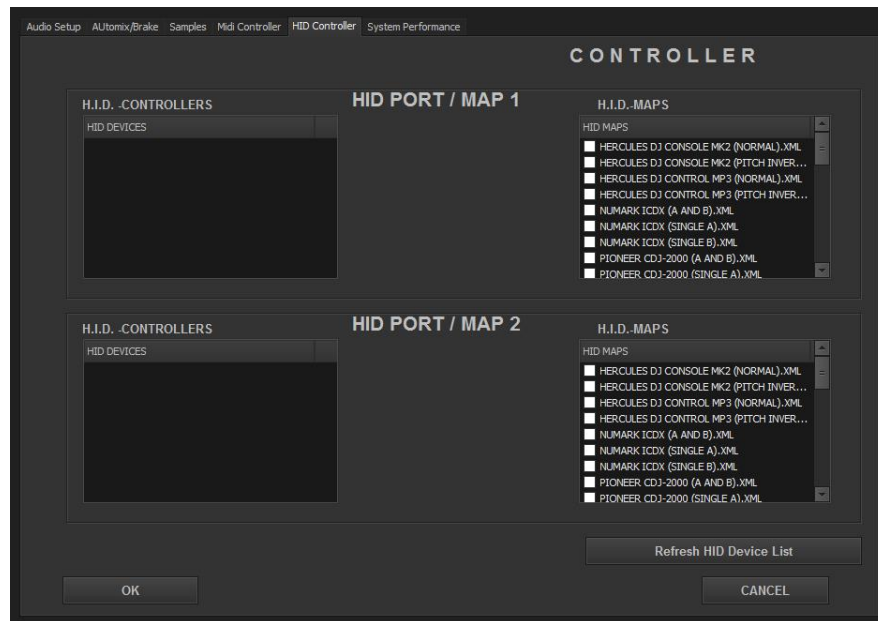 Audio Setup AUtomix/Brake Samples Midi Controller HID Controller System Performance
CONTROLLER
HID PORT / MAP 1
H.I.D. -CONTROLLERS
HID DEVICES
H.I.D.-MAPS
HID MAPS
HERCULES DJ CONSOLE MK2 (NORMAL).XML
HERCULES DJ CONSOLE MK2 (PITCH INVER...
HERCULES DJ CONTROL MP3 (NORMAL).XML
HERCULES DJ CONTROL MP3 (PITCH INVER...
NUMARK ICDX (A AND B).XML
NUMARK ICDX (SINGLE A).XML
NUMARK ICDX (SINGLE B).XML
PIONEER CDJ-2000 (A AND B).XML
PIONEER CDJ-2000 (SINGLE A).XML
HID PORT / MAP 2
H.I.D. -CONTROLLERS
HID DEVICES
H.I.D.-MAPS
HID MAPS
HERCULES DJ CONSOLE MK2 (NORMAL).XML
HERCULES DJ CONSOLE MK2 (PITCH INVER...
HERCULES DJ CONTROL MP3 (NORMAL).XML
HERCULES DJ CONTROL MP3 (PITCH INVER...
NUMARK ICDX (A AND B).XML
NUMARK ICDX (SINGLE A).XML
NUMARK ICDX (SINGLE B).XML
PIONEER CDJ-2000 (A AND B).XML
PIONEER CDJ-2000 (SINGLE A).XML
Refresh HID Device List
OK
CANCEL